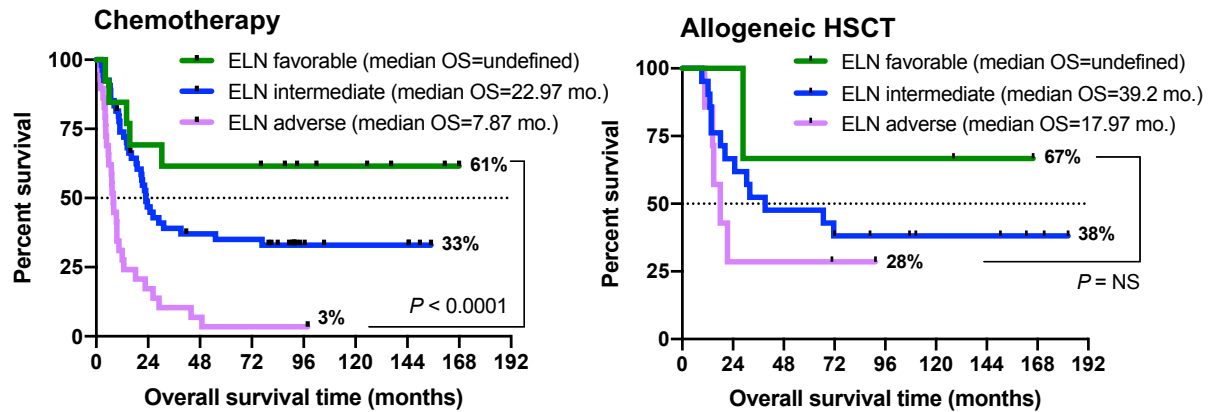 Chemotherapy
ELN favorable (median OS=undefined)
ELN intermediate (median OS=22.97 mo.)
ELN adverse (median OS=7.87 mo.)
Percent survival
100
75
50
25
0
61%
33%
3%
P < 0.0001
0 24 48 72 96 120 144 168 192
Overall survival time (months)
Allogeneic HSCT
ELN favorable (median OS=undefined)
ELN intermediate (median OS=39.2 mo.)
ELN adverse (median OS=17.97 mo.)
Percent survival
100
75
50
25
0
67%
38%
28%
P = NS
0 24 48 72 96 120 144 168 192
Overall survival time (months)